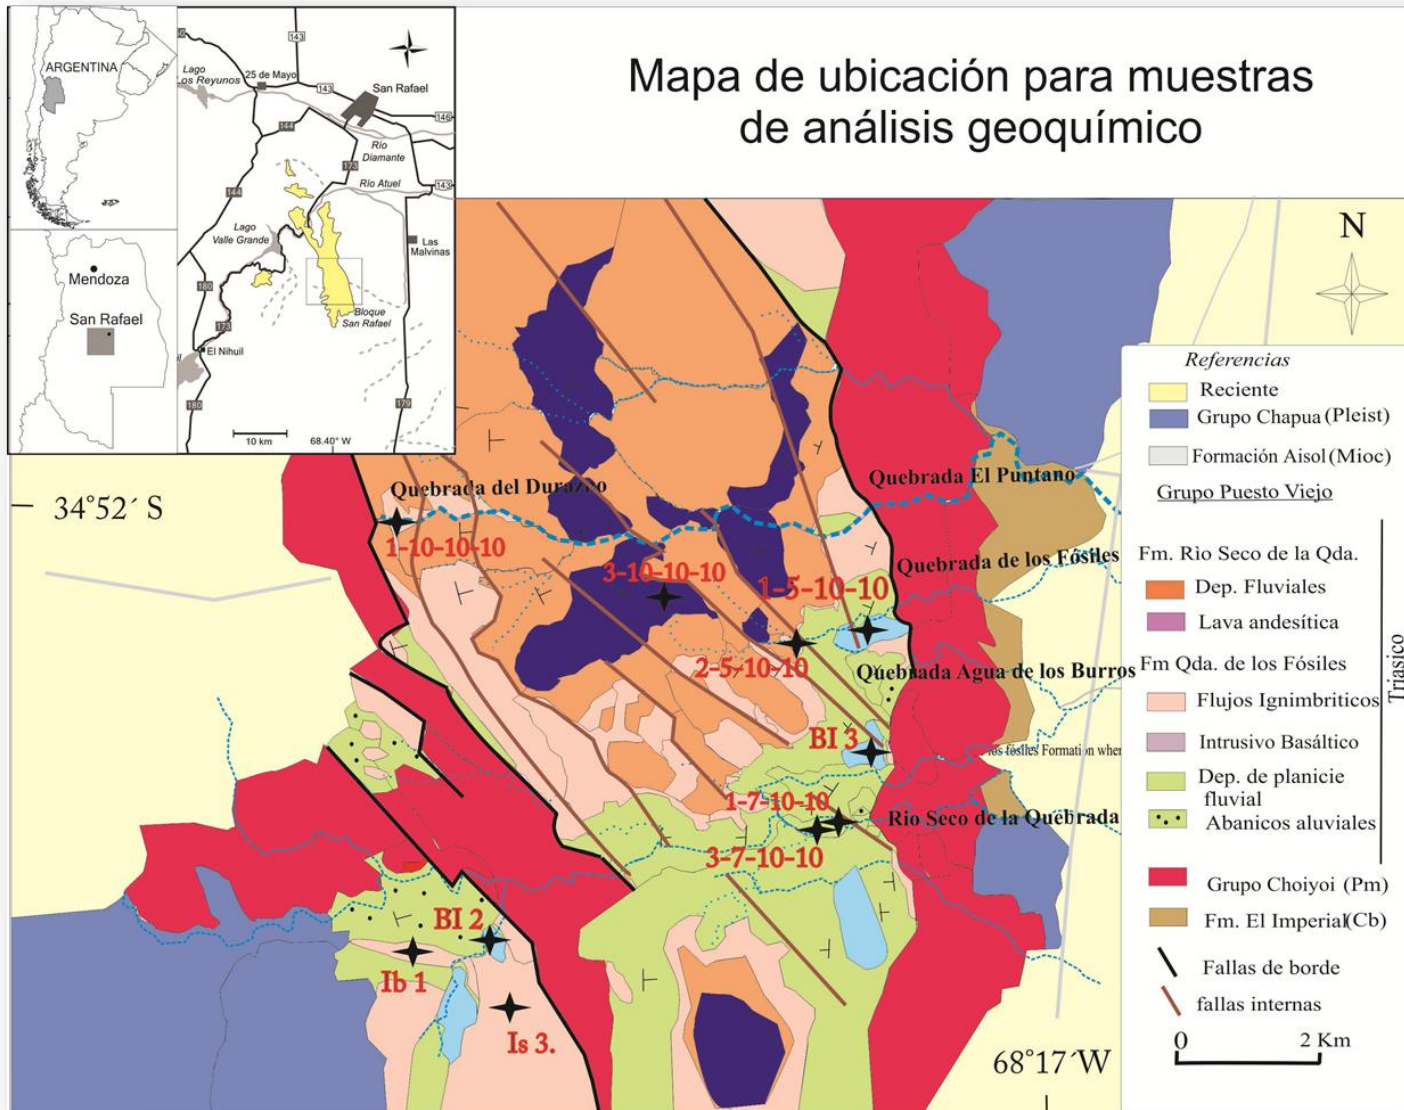 Mapa de ubicación para muestras
de análisis geoquímico
ARGENTINA
Mendoza
San Rafael
143
Lago
25 de Mayo
143
San Rafael
146
144
Río
Diamante
173
Río Atuel
143
144
Lago
Valle Grande
Las
Malvinas
180
Bloque
San Rafael
173
El Nihuil
180
179
10 km
68.40° W
N
34°52´ S
Quebrada del Durazno
Quebrada El Puntano
1-10-10-10
Quebrada de los Fósiles
3-10-10-10
1-5-10-10
2-5-10-10
Quebrada Agua de los Burros
BI 3
los fósiles Formation wher
1-7-10-10
Rio Seco de la Quebrada
3-7-10-10
BI 2
Ib 1
Is 3.
68°17´W
Referencias
Reciente
Grupo Chapua (Pleist)
Formación Aisol (Mioc)
Grupo Puesto Viejo
Fm. Rio Seco de la Qda.
Dep. Fluviales
Lava andesítica
Fm Qda. de los Fósiles
Flujos Ignimbriticos
Intrusivo Basáltico
Dep. de planicie
fluvial
Abanicos aluviales
Triasico
Grupo Choiyoi (Pm)
Fm. El Imperial (Cb)
Fallas de borde
fallas internas
0 2 Km